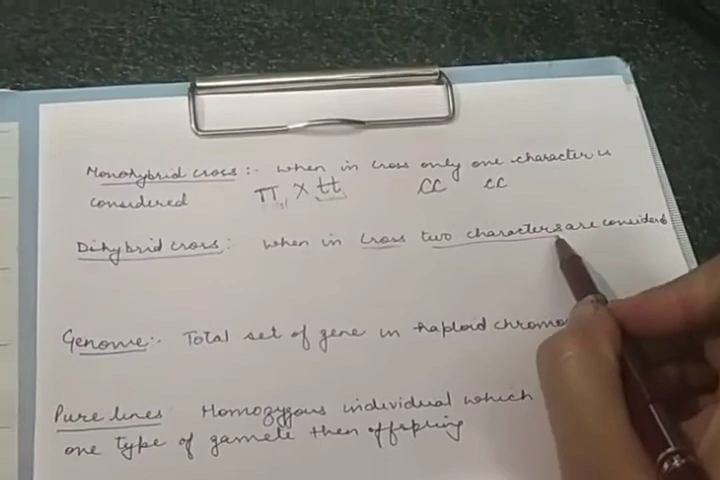 Monohybrid cross :- when in cross only one character is
considered TT X tt CC cc
Dihybrid cross : when in cross two characters are consider
Genome :- Total set of gene in haploid chromo
Pure lines Homozygous individual which
one type of gamete then offspring